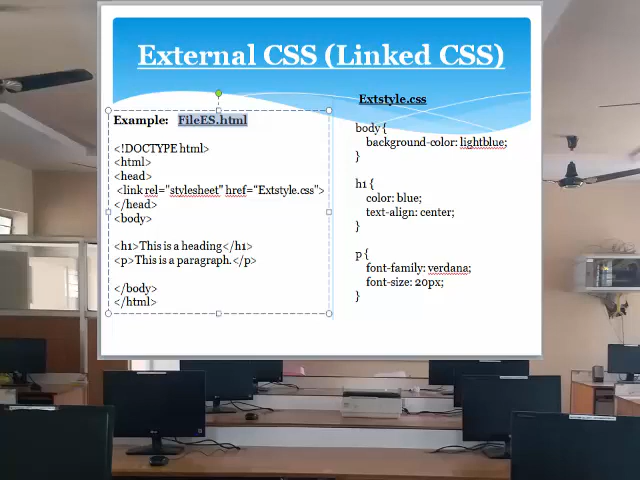 External CSS (Linked CSS)
Example: FileES.html
<!DOCTYPE html>
<html>
<head>
<link rel="stylesheet" href="Extstyle.css">
</head>
<body>
<h1>This is a heading</h1>
<p>This is a paragraph.</p>
</body>
</html>
Extstyle.css
body {
background-color: lightblue;
}
h1 {
color: blue;
text-align: center;
}
p {
font-family: verdana;
font-size: 20px;
}